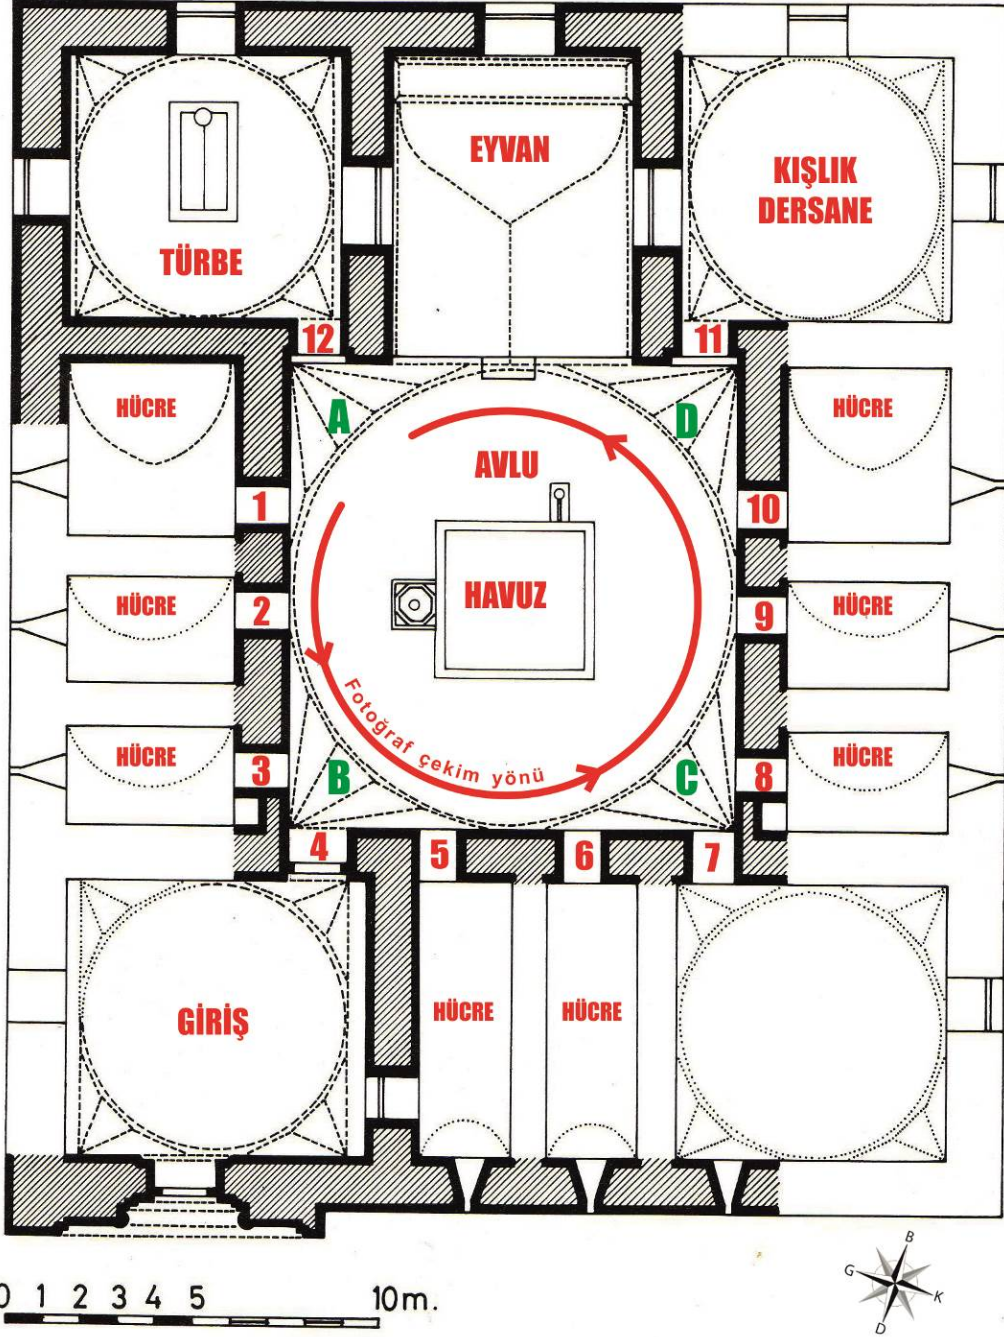 EYVAN
KIŞLIK
DERSANE
TÜRBE
12
11
HÜCRE
A
D
HÜCRE
AVLU
1
10
HÜCRE
2
HAVUZ
9
HÜCRE
Fotoğraf çekim yönü
HÜCRE
3
B
C
8
HÜCRE
4
5
6
7
GİRİŞ
HÜCRE
HÜCRE
B
G
K
D
0 1 2 3 4 5 10m.